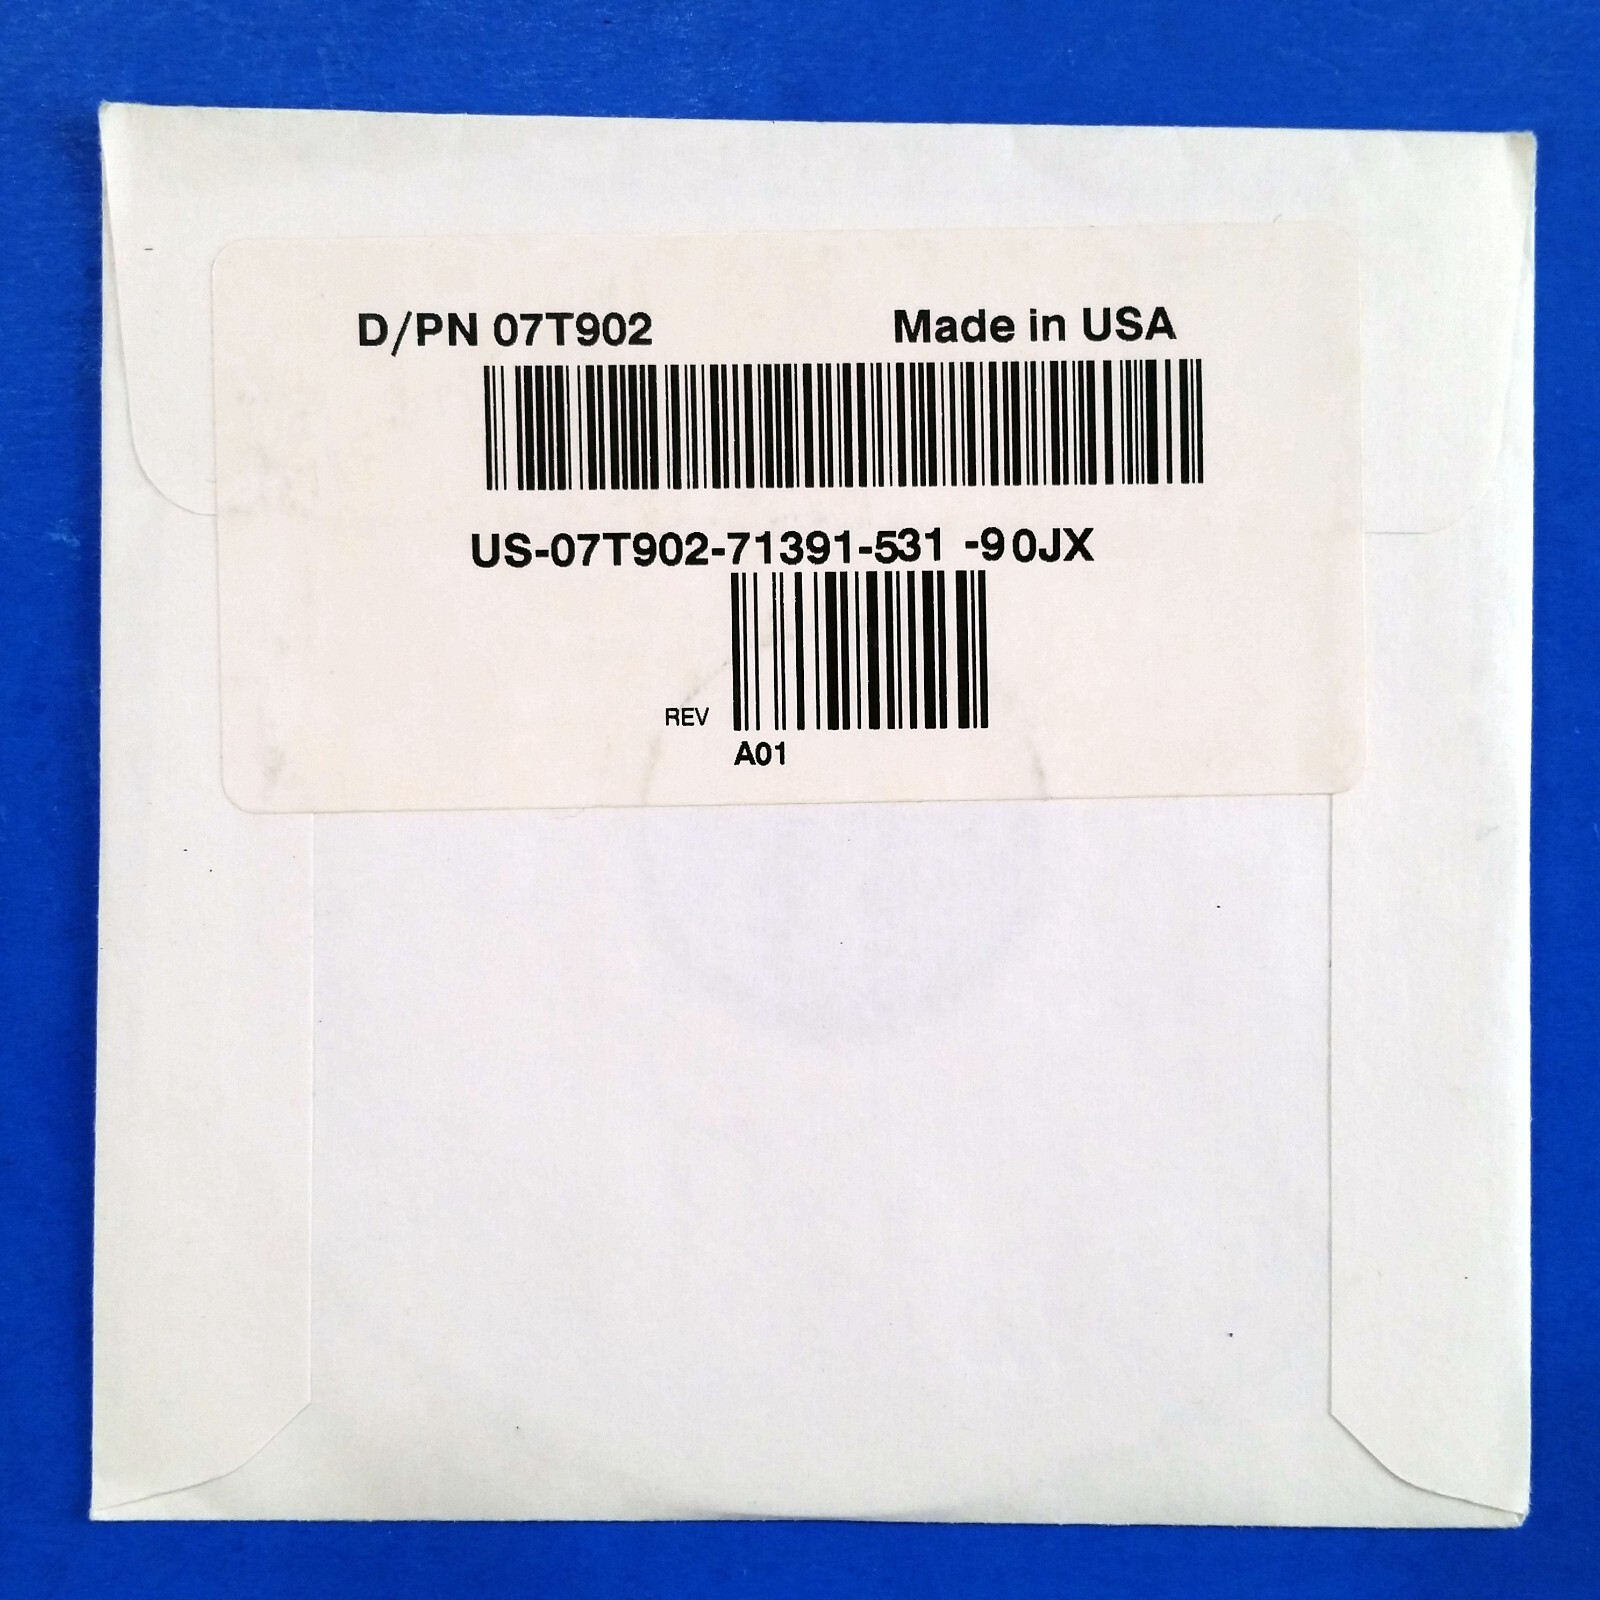 D/PN 07T902 Made in USA
US-07T902-71391-531 -90JX
REV
A01